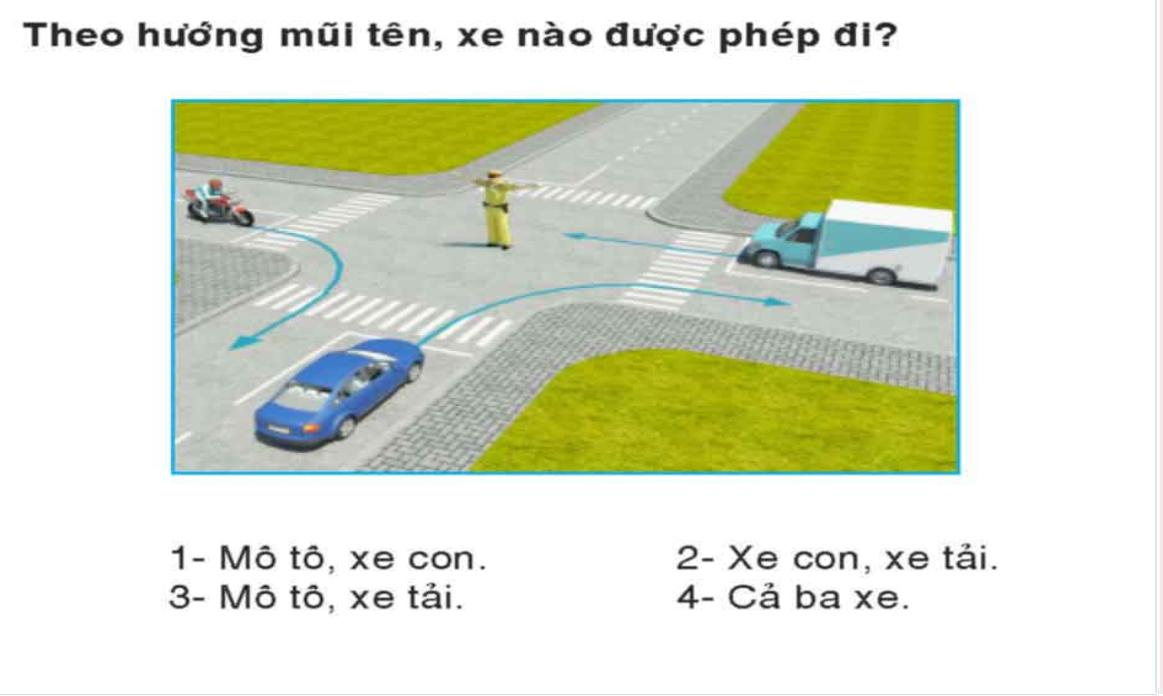 Theo hướng mũi tên, xe nào được phép đi?
1- Mô tô, xe con.
2- Xe con, xe tải.
3- Mô tô, xe tải.
4- Cả ba xe.